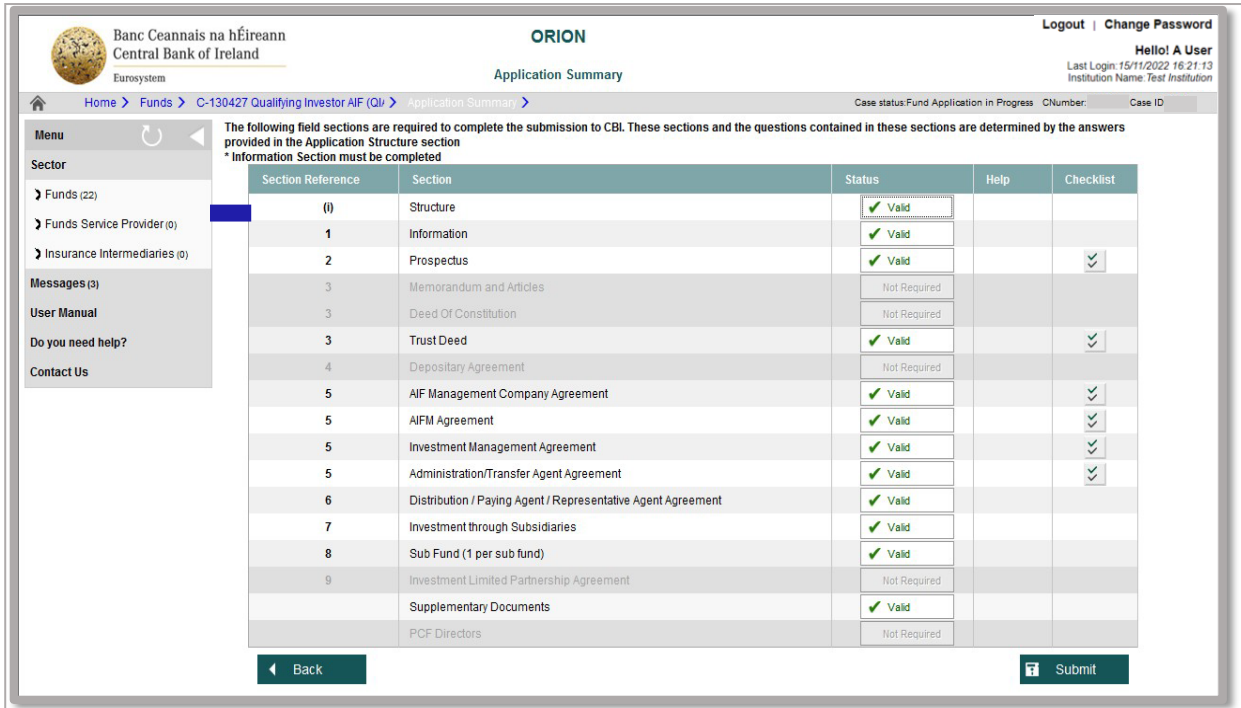 Logout | Change Password
Banc Ceannais na hÉireann
Central Bank of Ireland
Eurosystem
ORION
Application Summary
Hello! A User
Last Login:15/11/2022 16:21:13
Institution Name:Test Institution
Home Funds C-130427 Qualifying Investor AIF (QI Application Summary
Case status:Fund Application in Progress CNumber: Case ID
Menu
Sector
Funds (22)
Funds Service Provider (0)
Insurance Intermediaries (0)
Messages (3)
User Manual
Do you need help?
Contact Us
The following field sections are required to complete the submission to CBI. These sections and the questions contained in these sections are determined by the answers
provided in the Application Structure section
* Information Section must be completed
Section Reference Section Status Help Checklist
(i) Structure Valid
1 Information Valid
2 Prospectus Valid
3 Memorandum and Articles Not Required
3 Deed Of Constitution Not Required
3 Trust Deed Valid
4 Depositary Agreement Not Required
5 AIF Management Company Agreement Valid
5 AIFM Agreement Valid
5 Investment Management Agreement Valid
5 Administration/Transfer Agent Agreement Valid
6 Distribution / Paying Agent / Representative Agent Agreement Valid
7 Investment through Subsidiaries Valid
8 Sub Fund (1 per sub fund) Valid
9 Investment Limited Partnership Agreement Not Required
Supplementary Documents Valid
PCF Directors Not Required
Back
Submit